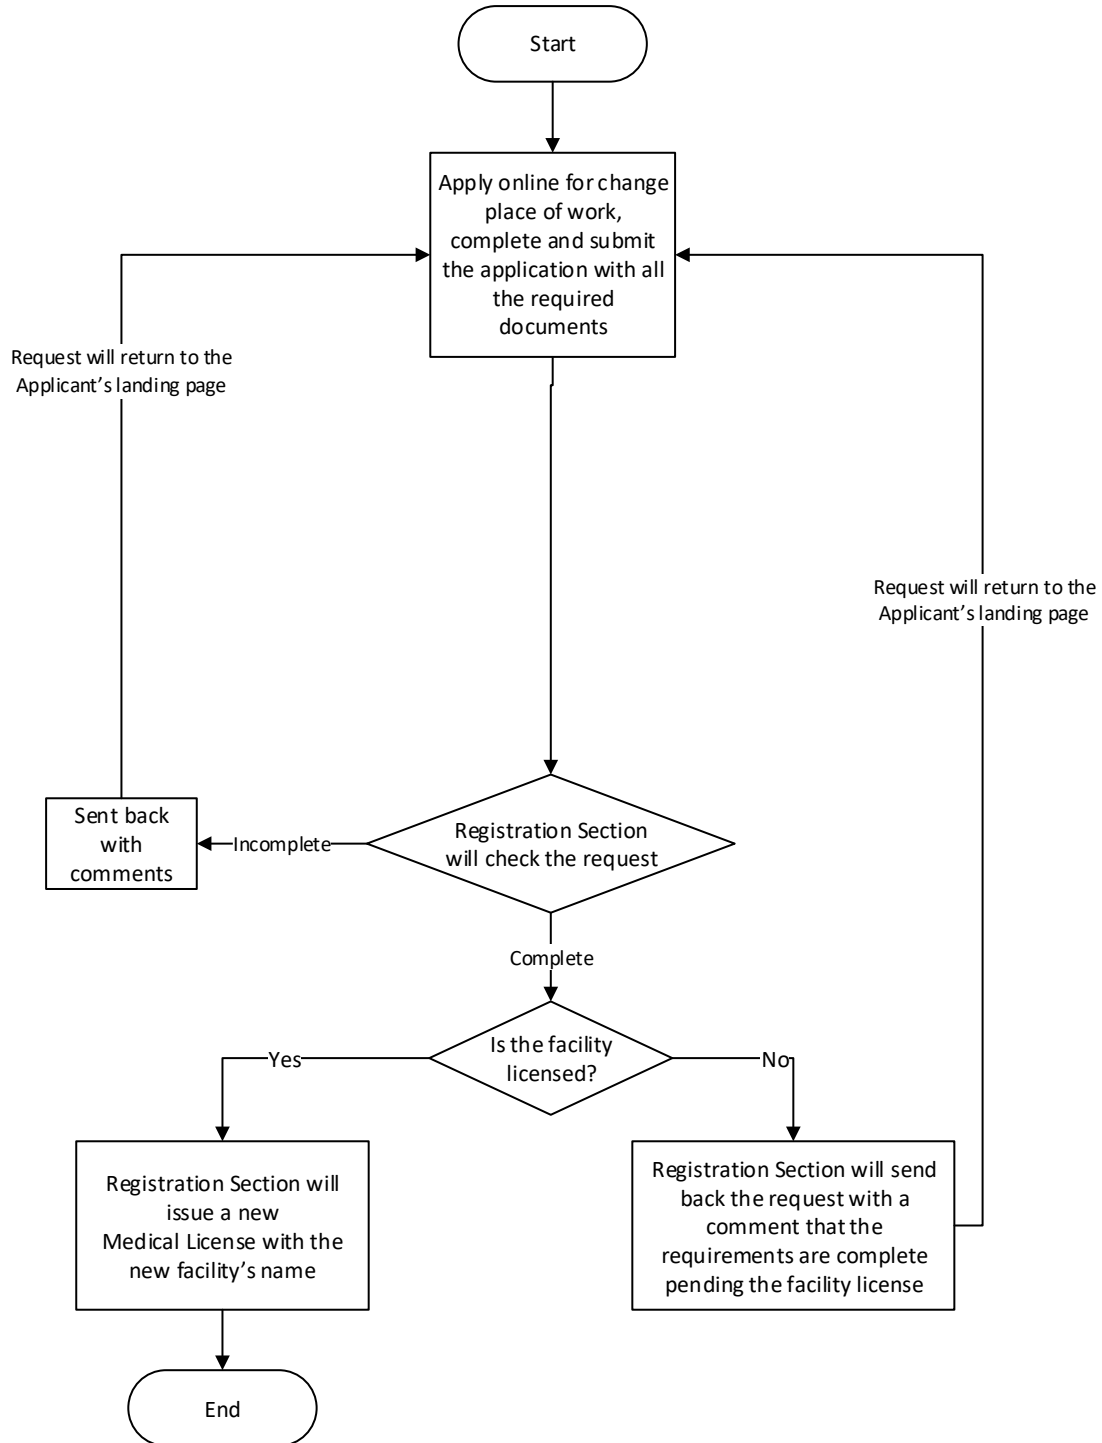 Start
Apply online for change
place of work,
complete and submit
the application with all
the required
documents
Request will return to the
Applicant's landing page
Request will return to the
Applicant's landing page
Sent back
with
comments
Incomplete
Registration Section
will check the request
Complete
Is the facility
licensed?
Yes
No
Registration Section will
issue a new
Medical License with the
new facility's name
Registration Section will send
back the request with a
comment that the
requirements are complete
pending the facility license
End